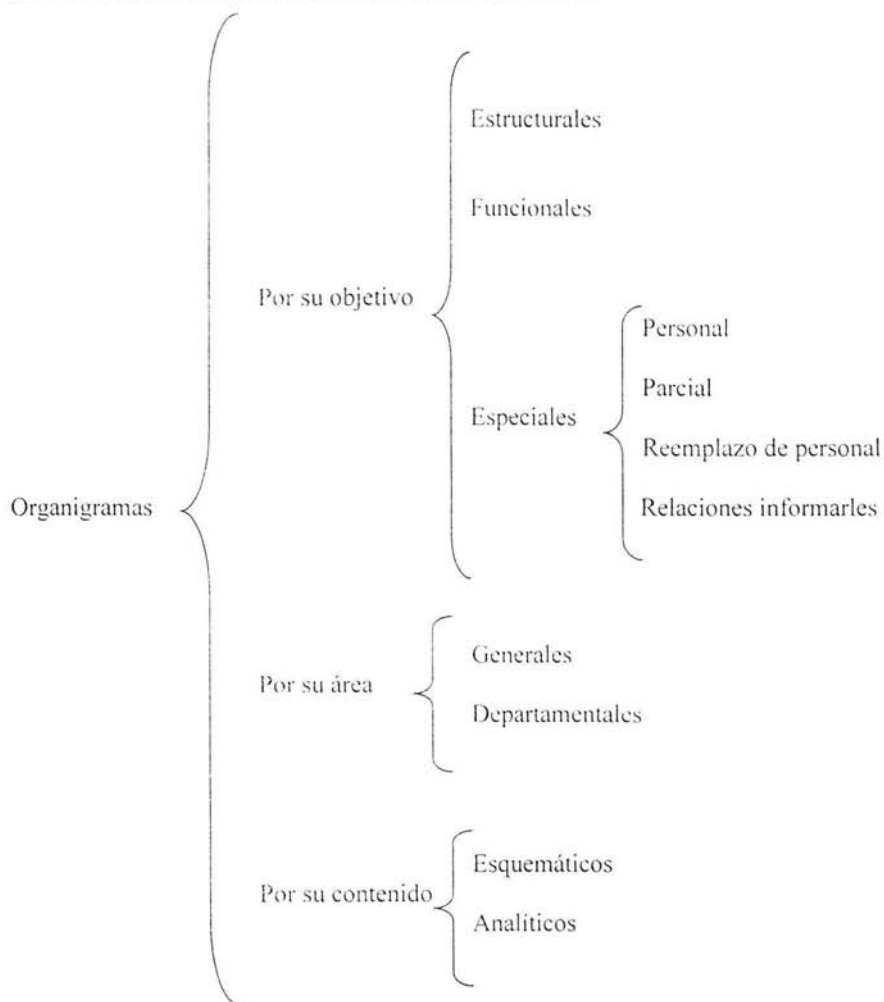 Estructurales
Funcionales
Por su objetivo
Personal
Parcial
Especiales
Reemplazo de personal
Relaciones informarles
Organigramas
Generales
Por su área
Departamentales
Esquemáticos
Por su contenido
Analíticos